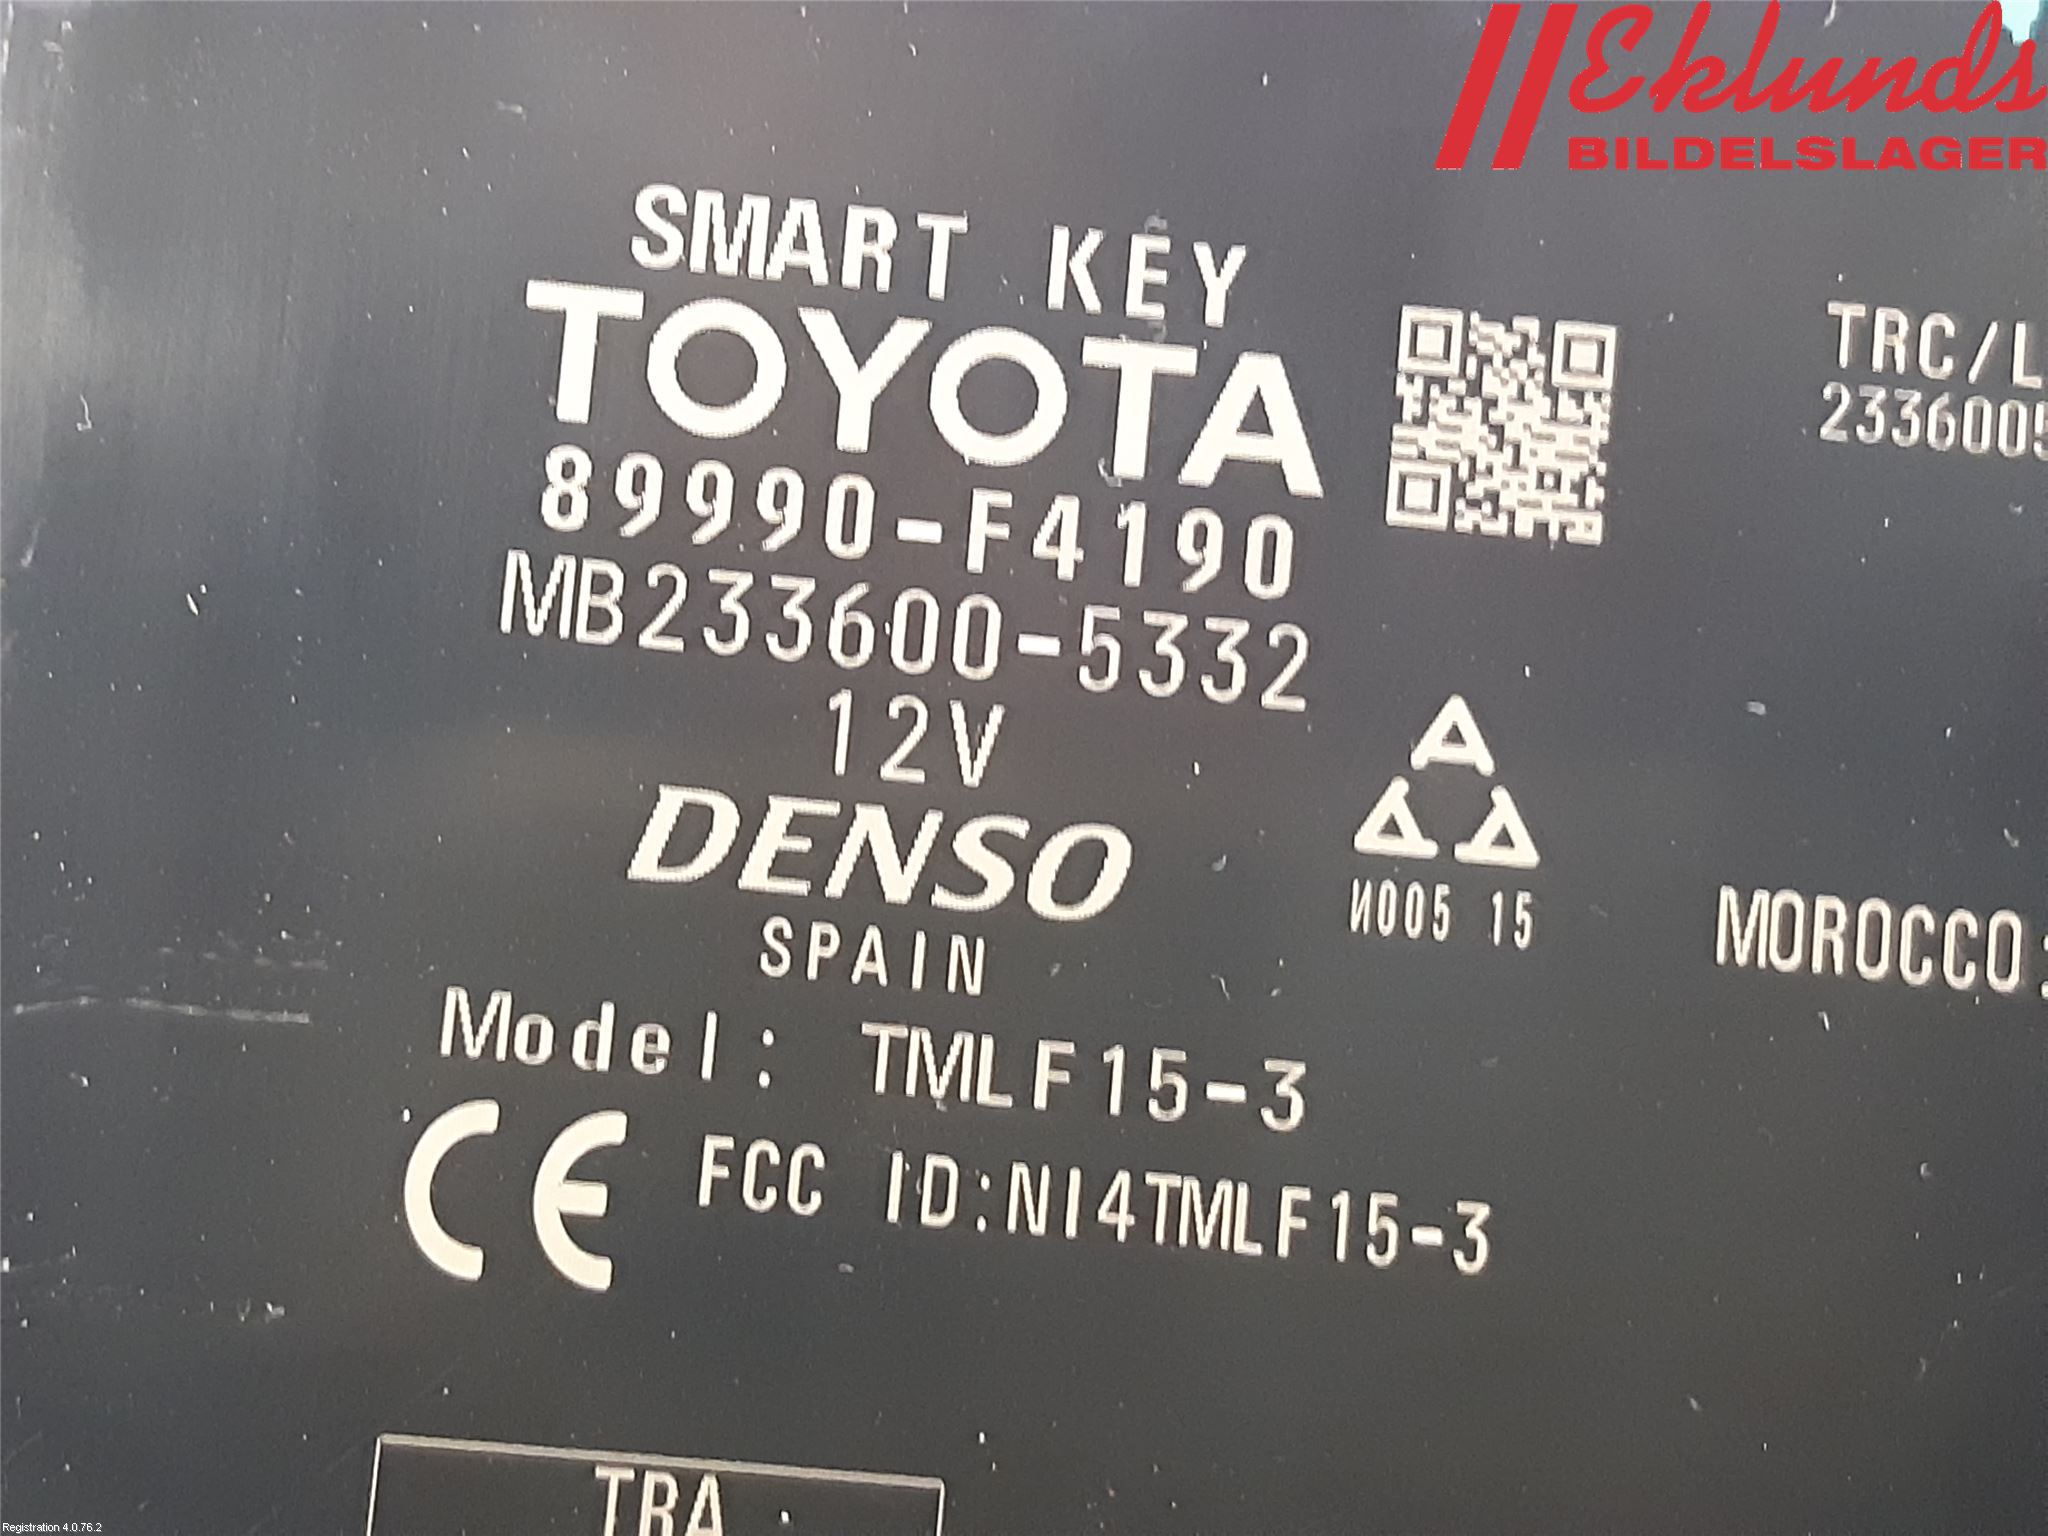 Eklunds
BILDELSLAGER
SMART KEY
TOYOTA
89990-F4190
MB233600-5332
12V
DENSO
SPAIN
Model: TMLF15-3
CE FCC ID:NI4TMLF15-3
TRC/L
2336005
A
И005 15
MOROCCO:
TRA
Registration 4.0.76.2